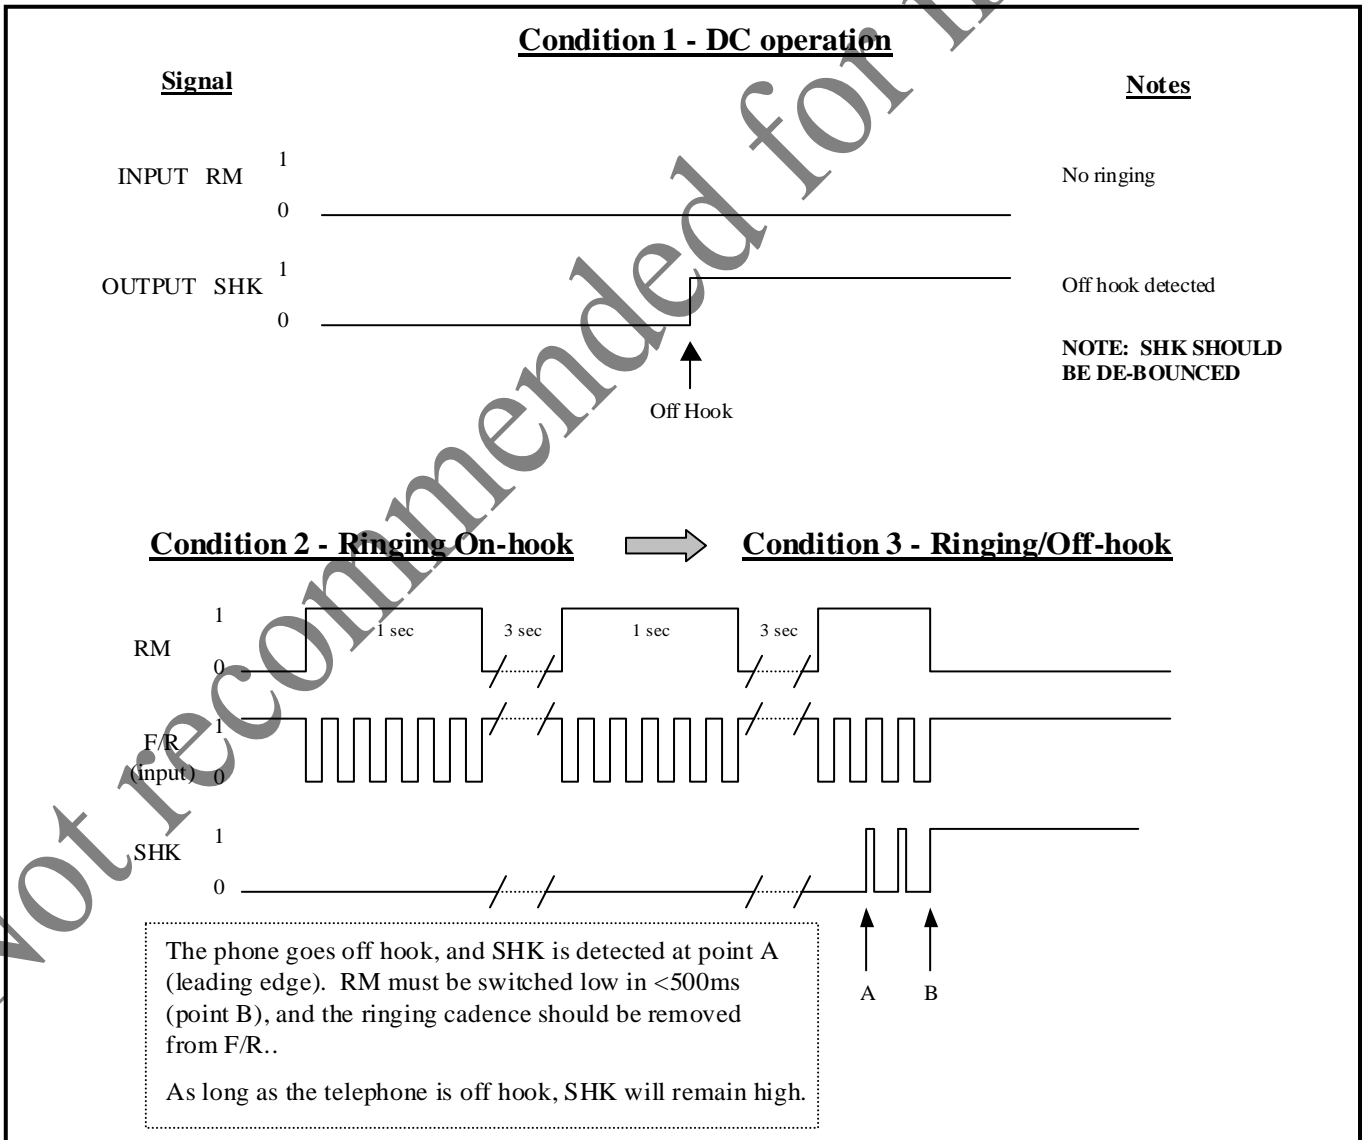 Condition 1 - DC operation
Signal
Notes
INPUT RM
1
0
No ringing
OUTPUT SHK
1
0
Off hook detected
NOTE: SHK SHOULD
BE DE-BOUNCED
Off Hook
Condition 2 - Ringing On-hook
Condition 3 - Ringing/Off-hook
RM
1
0
1 sec
3 sec
1 sec
3 sec
F/R
(input)
1
0
SHK
1
0
A
B
The phone goes off hook, and SHK is detected at point A
(leading edge). RM must be switched low in <500ms
(point B), and the ringing cadence should be removed
from F/R..
As long as the telephone is off hook, SHK will remain high.
Not recommended for